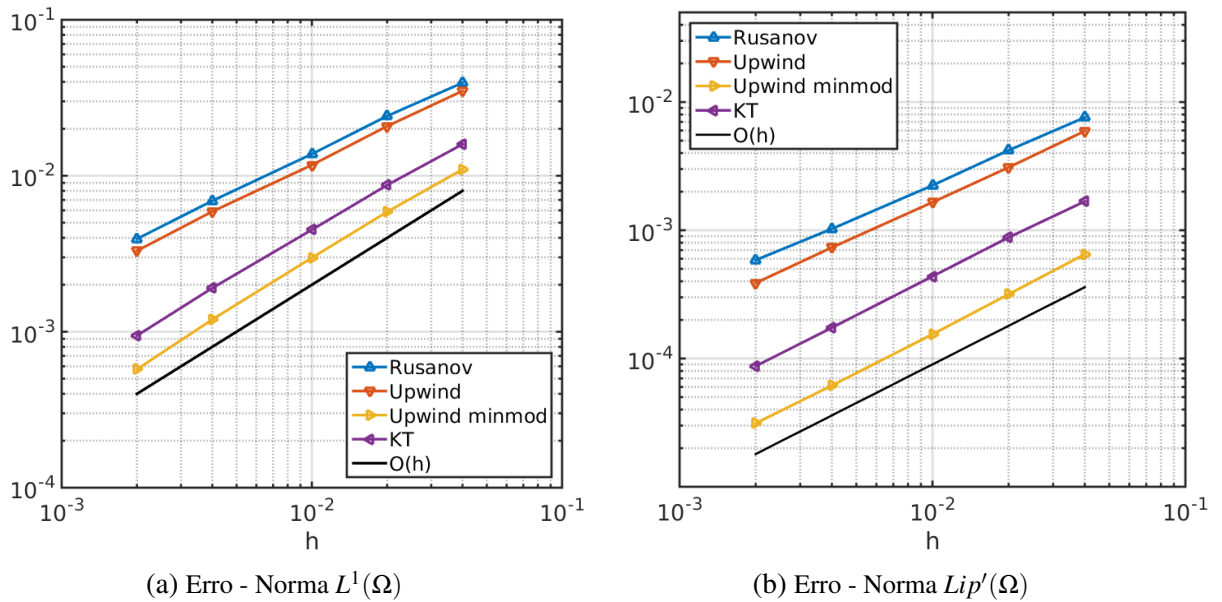 10^-1
10^-2
10^-3
10^-4
10^-3
10^-2
10^-1
h
Rusanov
Upwind
Upwind minmod
KT
O(h)
(a) Erro - Norma L^1(Ω)
10^-2
10^-3
10^-4
10^-3
10^-2
10^-1
h
Rusanov
Upwind
Upwind minmod
KT
O(h)
(b) Erro - Norma Lip′(Ω)